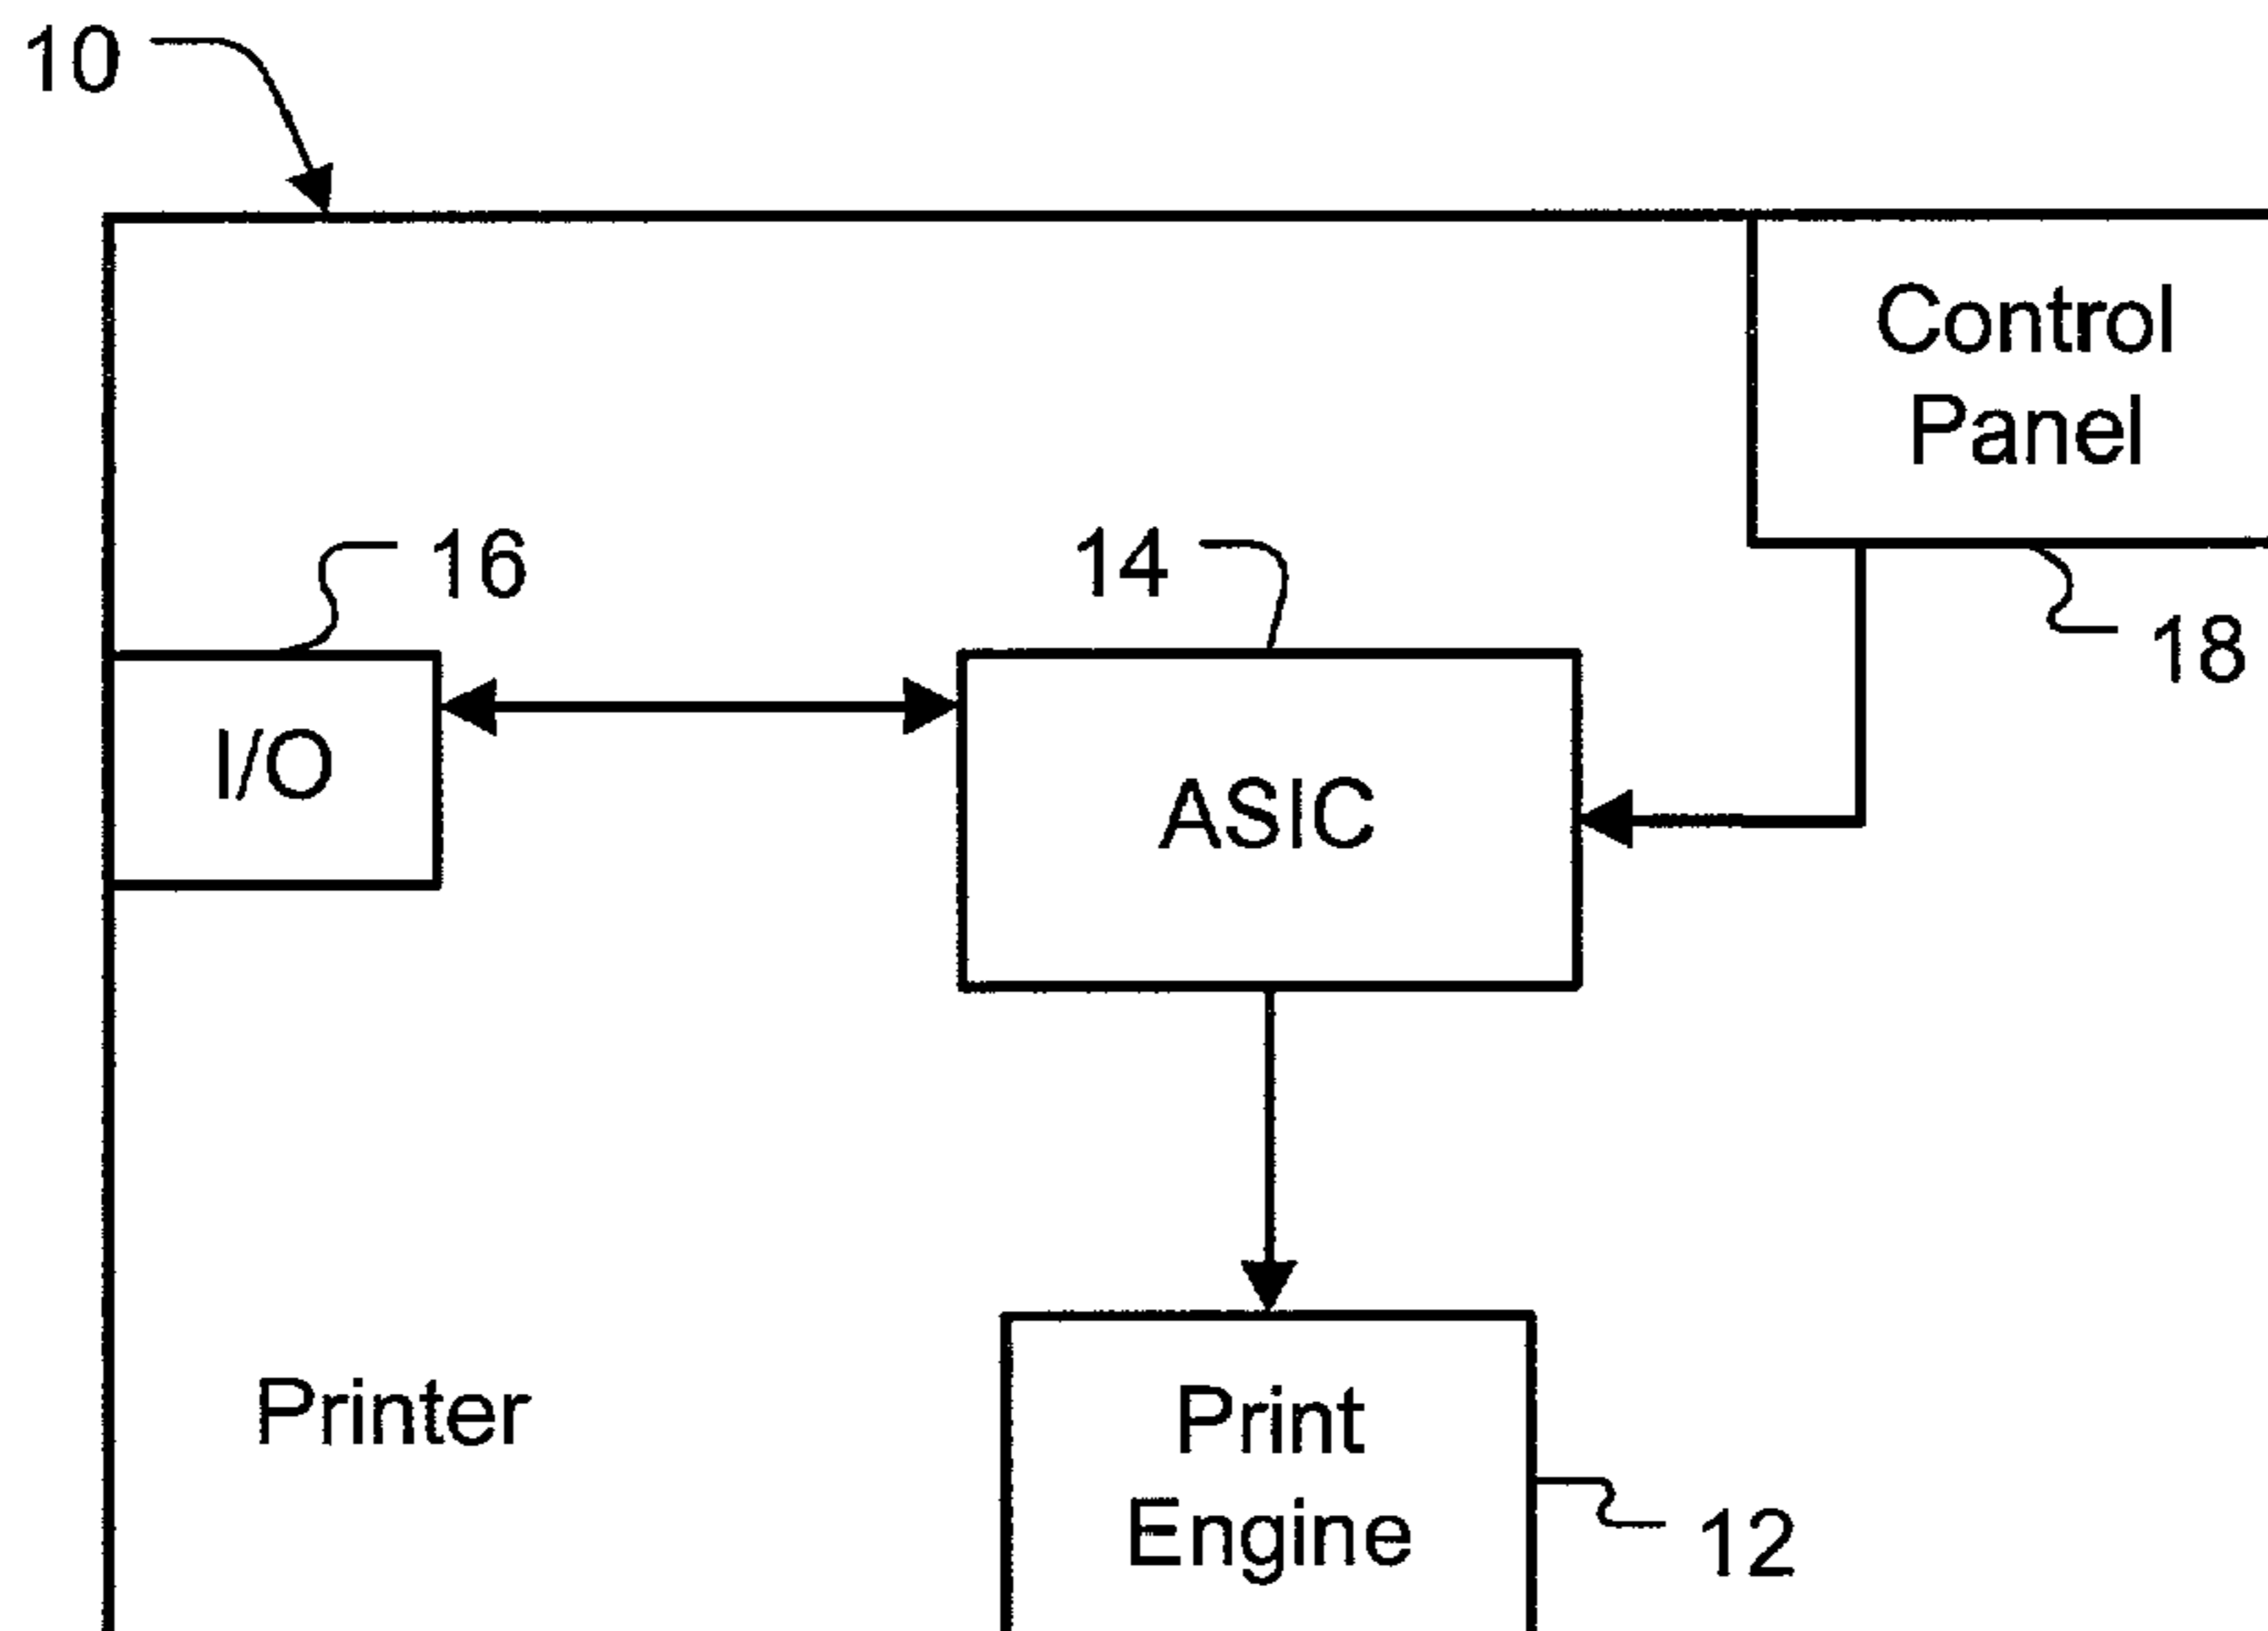 10
Control
Panel
16
14
18
I/O
ASIC
Printer
Print
Engine
12